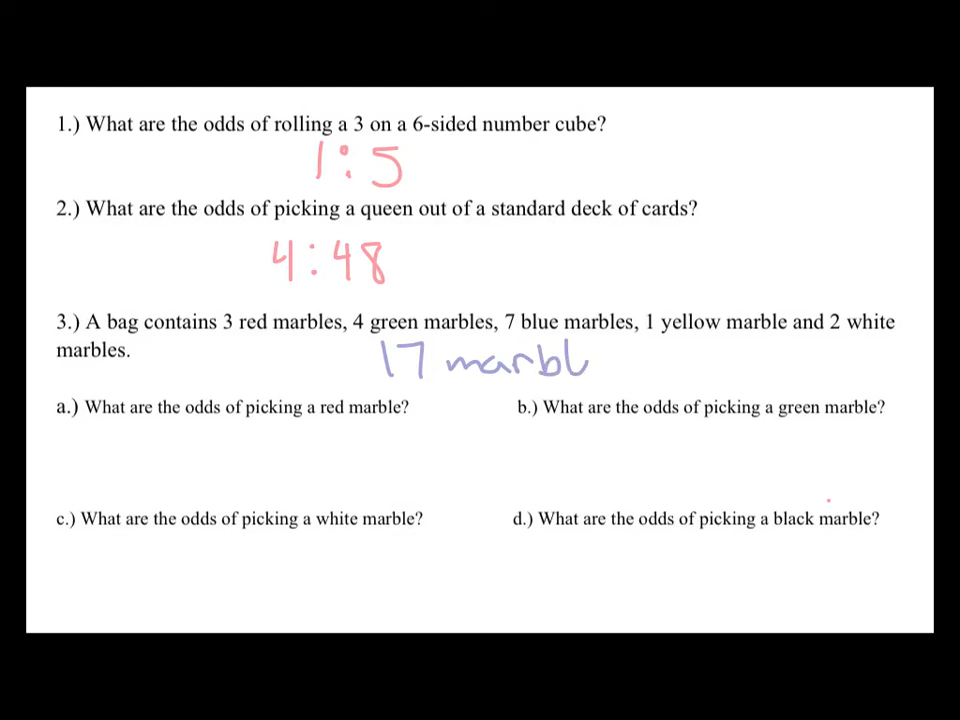 1.) What are the odds of rolling a 3 on a 6-sided number cube?
1:5
2.) What are the odds of picking a queen out of a standard deck of cards?
4:48
3.) A bag contains 3 red marbles, 4 green marbles, 7 blue marbles, 1 yellow marble and 2 white
marbles.
17 marbl
a.) What are the odds of picking a red marble?
b.) What are the odds of picking a green marble?
c.) What are the odds of picking a white marble?
d.) What are the odds of picking a black marble?